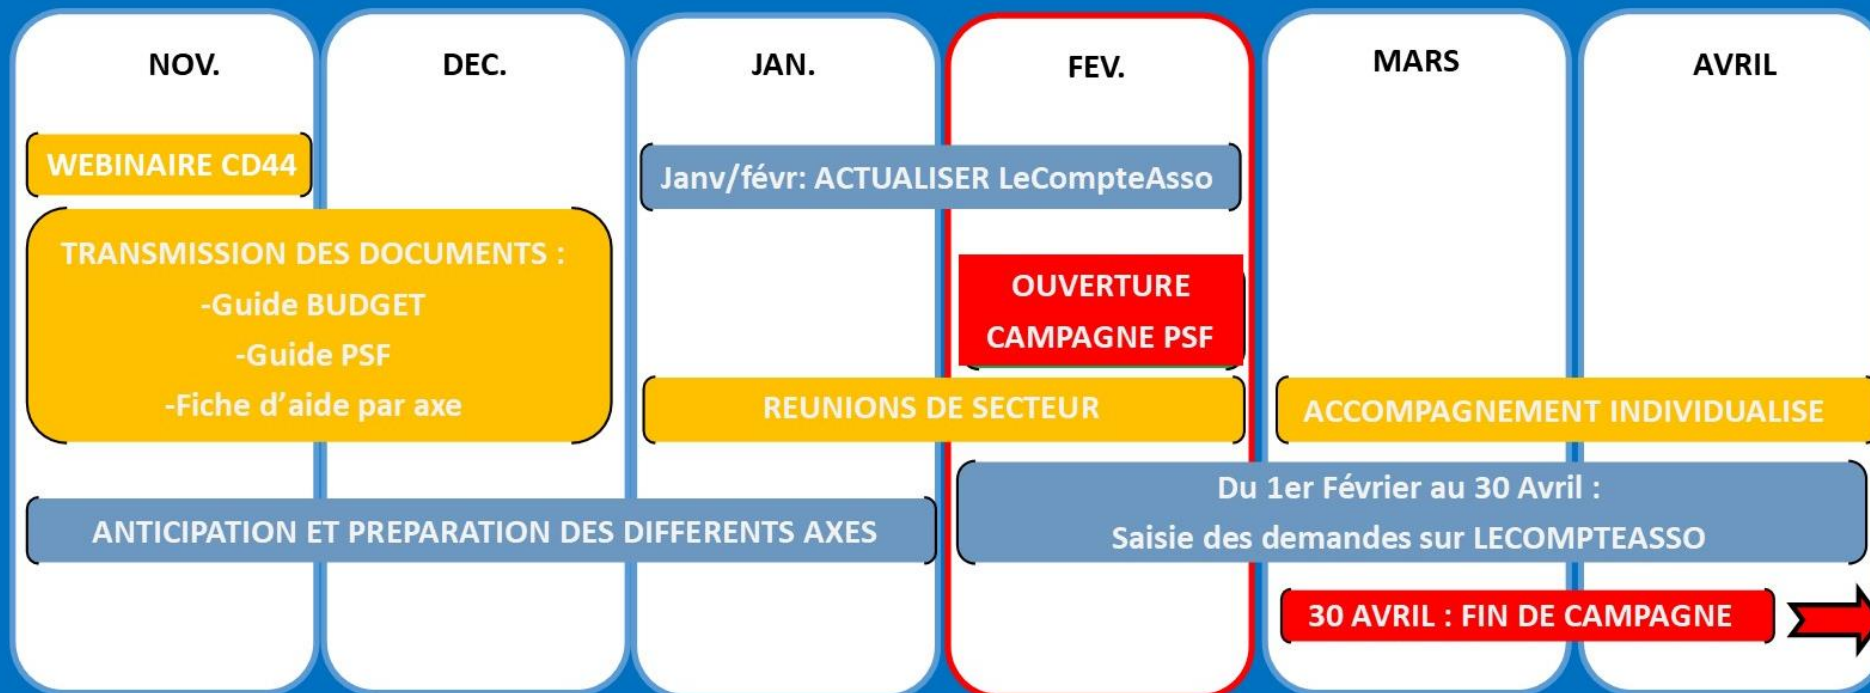 NOV.
DEC.
JAN.
FEV.
MARS
AVRIL
WEBINAIRE CD44
Janv/févr: ACTUALISER LeCompteAsso
TRANSMISSION DES DOCUMENTS :
-Guide BUDGET
-Guide PSF
-Fiche d’aide par axe
OUVERTURE
CAMPAGNE PSF
REUNIONS DE SECTEUR
ACCOMPAGNEMENT INDIVIDUALISE
ANTICIPATION ET PREPARATION DES DIFFERENTS AXES
Du 1er Février au 30 Avril :
Saisie des demandes sur LECOMPTEASSO
30 AVRIL : FIN DE CAMPAGNE